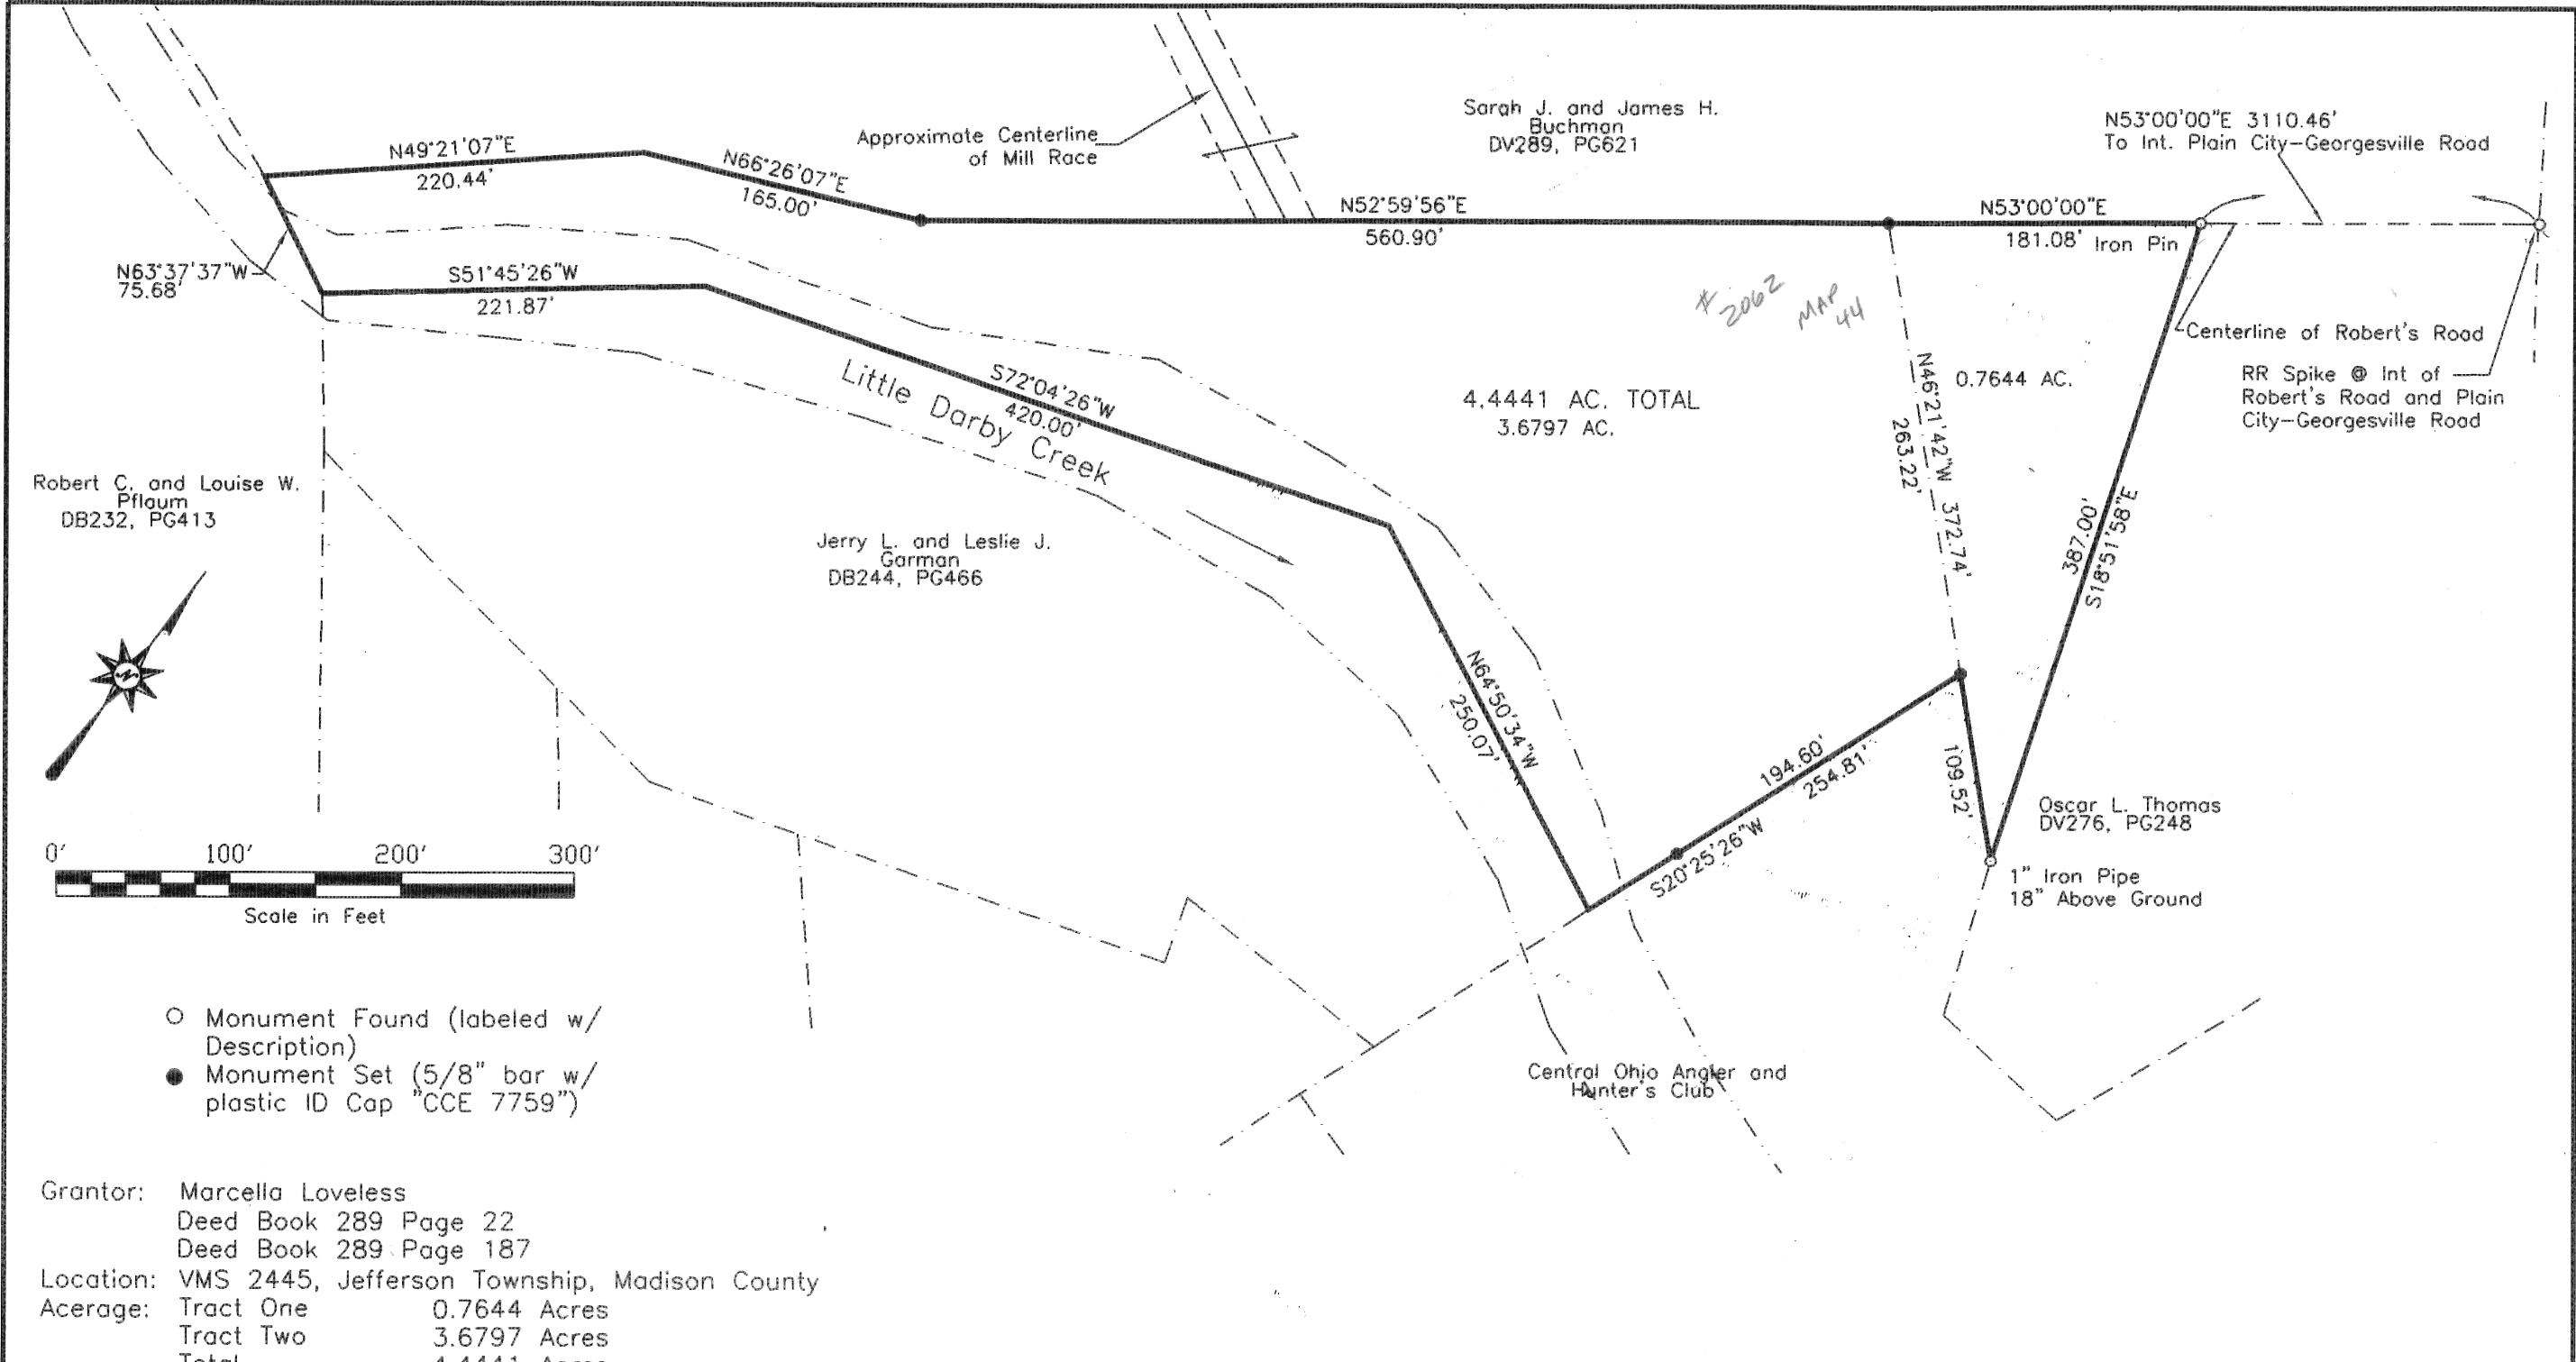 Approximate Centerline
of Mill Race
Sarah J. and James H.
Buchman
DV289, PG621
N53°00'00"E 3110.46'
To Int. Plain City-Georgesville Road
N49°21'07"E
220.44'
N66°26'07"E
165.00'
N52°59'56"E
560.90'
N53°00'00"E
181.08'
Iron Pin
N63°37'37"W
75.68'
S51°45'26"W
221.87'
# 2062
MAP
44
Centerline of Robert's Road
RR Spike @ Int of
Robert's Road and Plain
City-Georgesville Road
S72°04'26"W
420.00'
Little Darby Creek
4.4441 AC. TOTAL
3.6797 AC.
0.7644 AC.
N46°21'42"W 372.74'
263.22'
387.00'
S18°51'58"E
Robert C. and Louise W.
Pflaum
DB232, PG413
Jerry L. and Leslie J.
Garman
DB244, PG466
N64°50'34"W
250.07'
194.60'
254.81'
S20°25'26"W
109.52'
Oscar L. Thomas
DV276, PG248
1" Iron Pipe
18" Above Ground
N
0' 100' 200' 300'
Scale in Feet
Monument Found (labeled w/
Description)
Monument Set (5/8" bar w/
plastic ID Cap "CCE 7759")
Central Ohio Angler and
Hunter's Club
Grantor: Marcella Loveless
Deed Book 289 Page 22
Deed Book 289 Page 187
Location: VMS 2445, Jefferson Township, Madison County
Acerage: Tract One 0.7644 Acres
Tract Two 3.6797 Acres
Total 4.4441 Acres